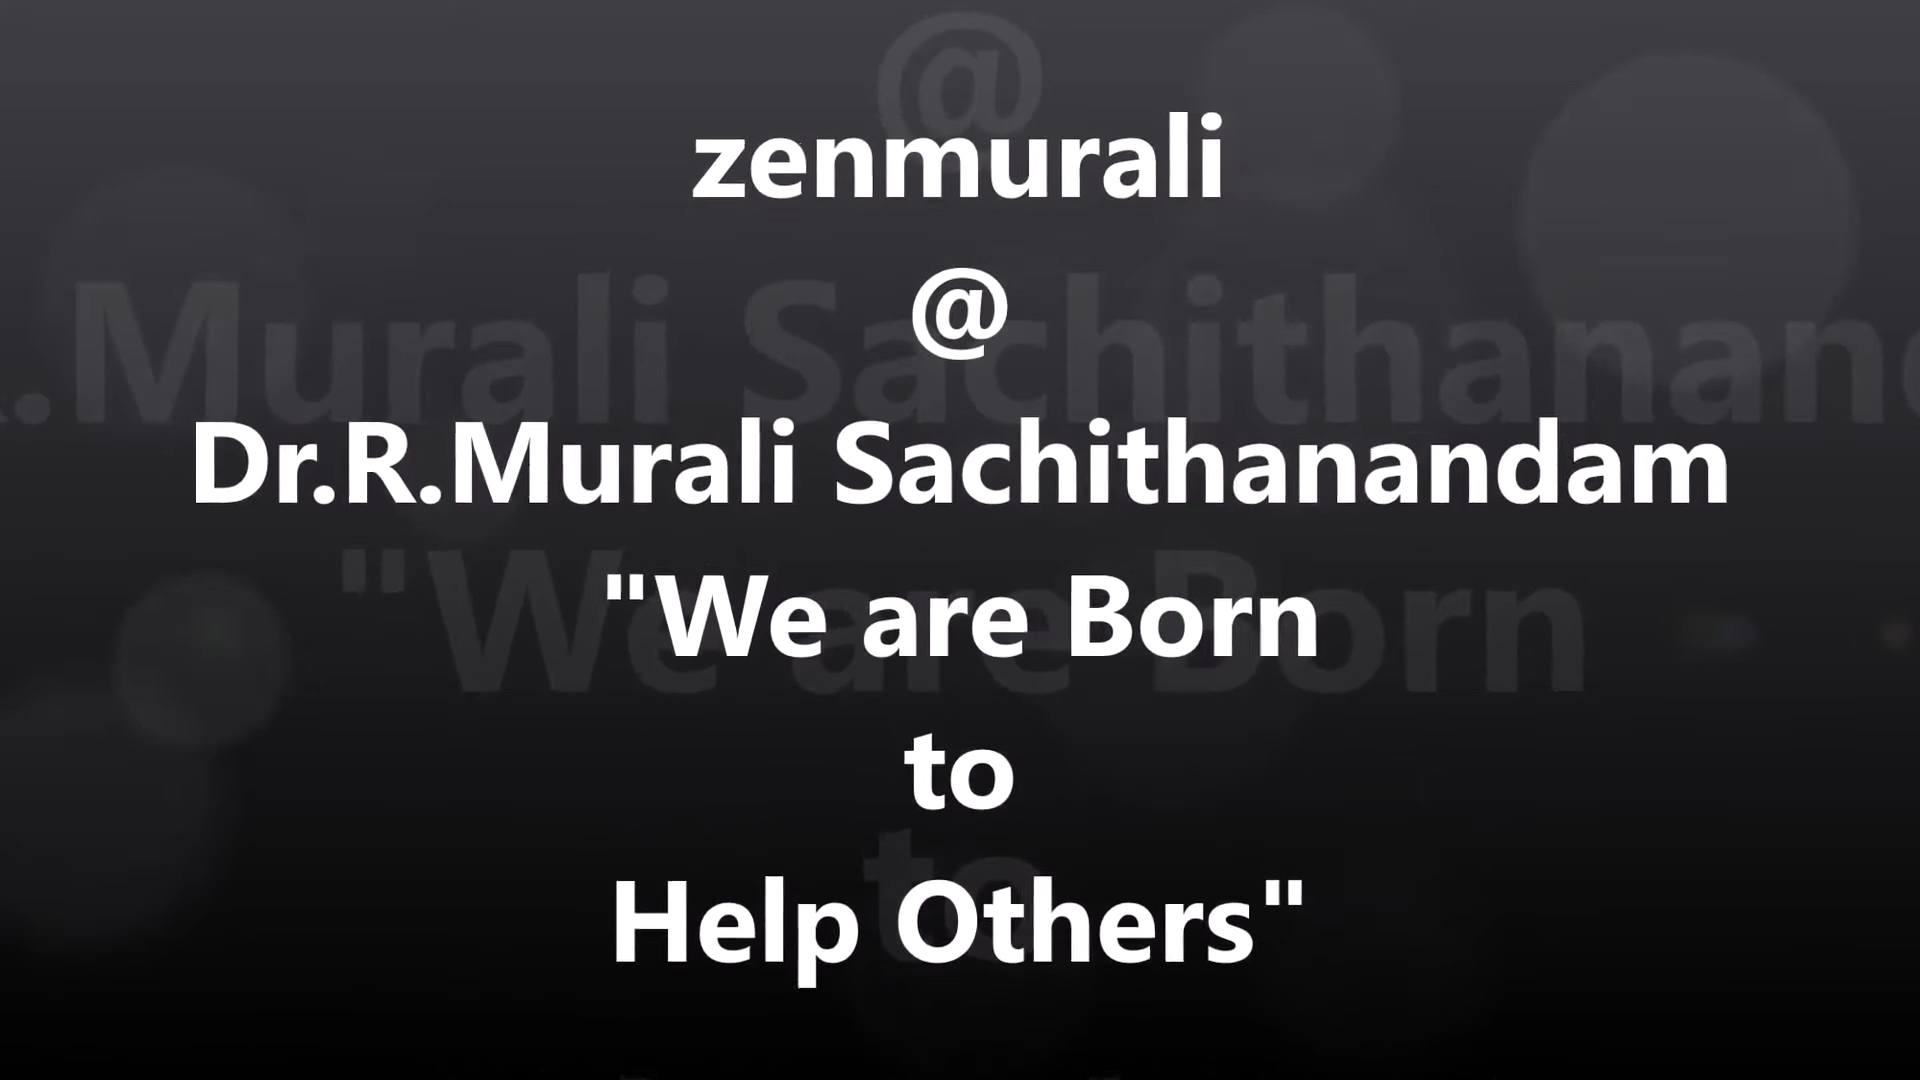 zenmurali
@
Dr.R.Murali Sachithanandam
"We are Born
to
Help Others"